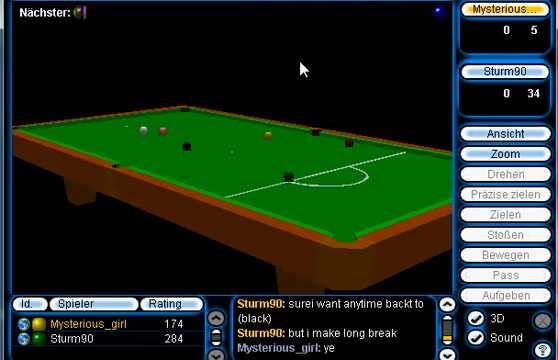 Nächster:
Mysterious...
0 5
Sturm90
0 34
Ansicht
Zoom
Drehen
Präzise zielen
Zielen
Stoßen
Bewegen
Pass
Aufgeben
3D
Sound
?
Id. Spieler Rating
Mysterious_girl 174
Sturm90 284
Sturm90: surei want anytime backt to
(black)
Sturm90: but i make long break
Mysterious_girl: ye